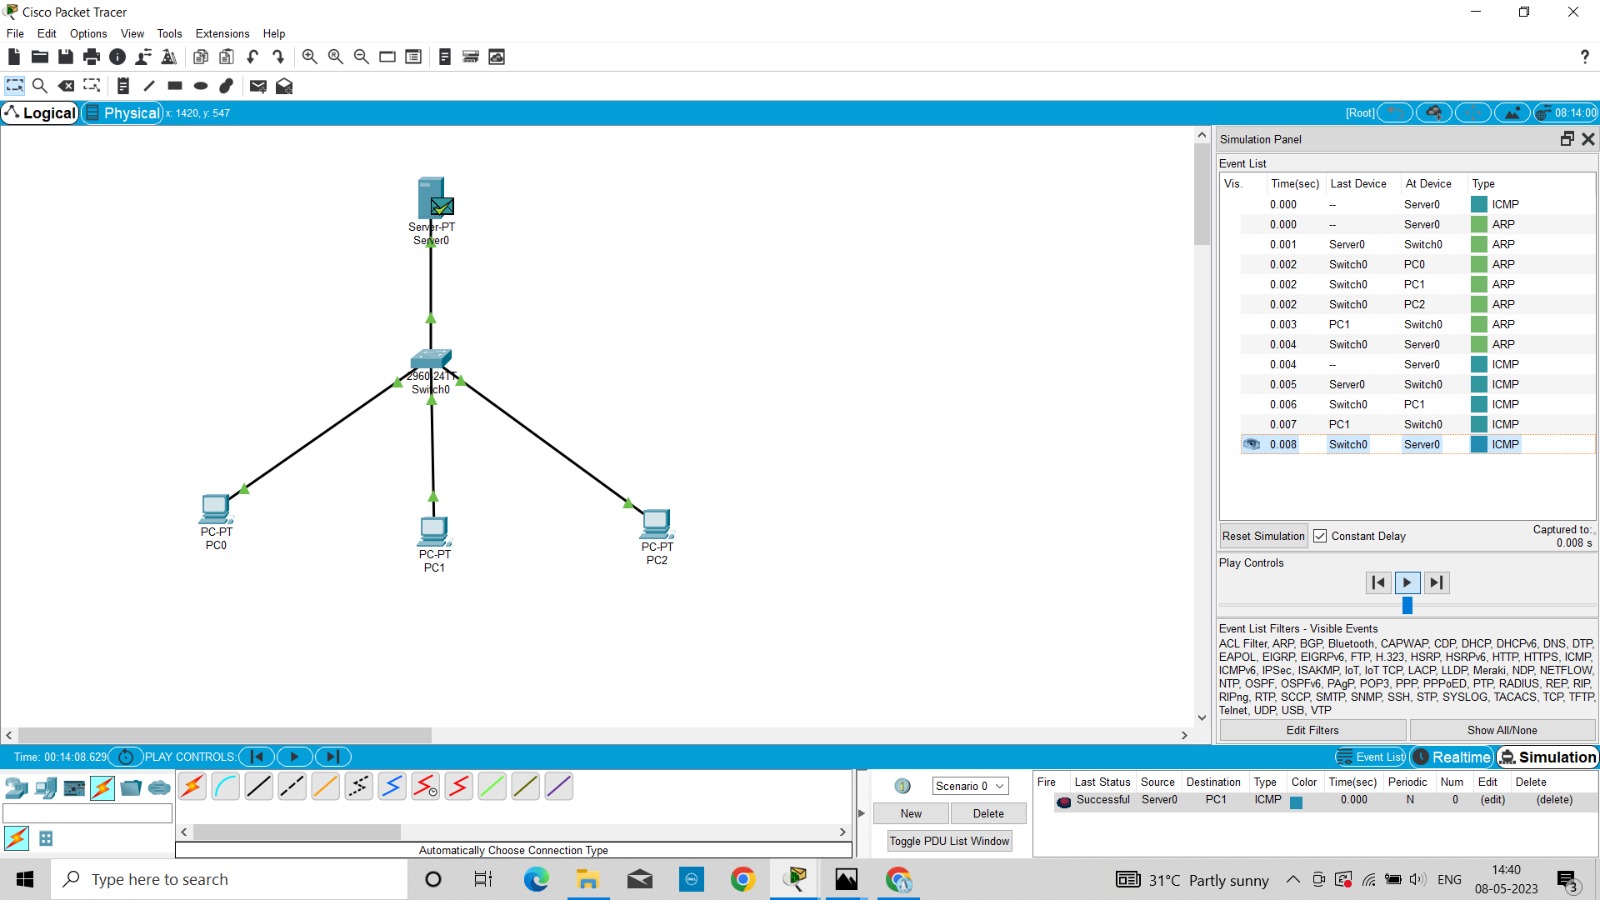 Cisco Packet Tracer
File Edit Options View Tools Extensions Help
?
Logical Physical x: 1420, y: 547
[Root] 08:14:00
Server-PT
Server0
2960-24TT
Switch0
PC-PT
PC0
PC-PT
PC1
PC-PT
PC2
Simulation Panel
Event List
Vis. Time(sec) Last Device At Device Type
0.000 -- Server0 ICMP
0.000 -- Server0 ARP
0.001 Server0 Switch0 ARP
0.002 Switch0 PC0 ARP
0.002 Switch0 PC1 ARP
0.002 Switch0 PC2 ARP
0.003 PC1 Switch0 ARP
0.004 Switch0 Server0 ARP
0.004 -- Server0 ICMP
0.005 Server0 Switch0 ICMP
0.006 Switch0 PC1 ICMP
0.007 PC1 Switch0 ICMP
0.008 Switch0 Server0 ICMP
Reset Simulation Constant Delay Captured to:
0.008 s
Play Controls
Event List Filters - Visible Events
ACL Filter, ARP, BGP, Bluetooth, CAPWAP, CDP, DHCP, DHCPv6, DNS, DTP,
EAPOL, EIGRP, EIGRPv6, FTP, H.323, HSRP, HSRPv6, HTTP, HTTPS, ICMP,
ICMPv6, IPSec, ISAKMP, IoT, IoT TCP, LACP, LLDP, Meraki, NDP, NETFLOW,
NTP, OSPF, OSPFv6, PAgP, POP3, PPP, PPPoED, PTP, RADIUS, REP, RIP,
RIPng, RTP, SCCP, SMTP, SNMP, SSH, STP, SYSLOG, TACACS, TCP, TFTP,
Telnet, UDP, USB, VTP
Edit Filters Show All/None
Time: 00:14:08.629 PLAY CONTROLS: Event List Realtime Simulation
Scenario 0
New Delete
Toggle PDU List Window
Fire Last Status Source Destination Type Color Time(sec) Periodic Num Edit Delete
Successful Server0 PC1 ICMP 0.000 N 0 (edit) (delete)
Automatically Choose Connection Type
Type here to search
31°C Partly sunny
ENG
14:40
08-05-2023
3